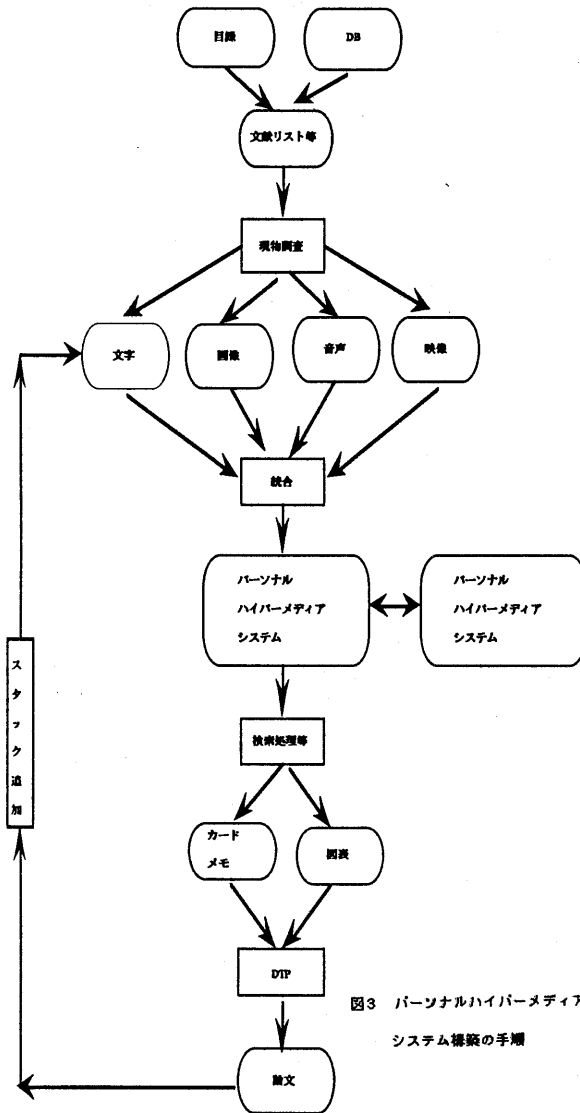 目録
DB
文献リスト等
現物調査
文字
画像
音声
映像
統合
パーソナル
ハイパーメディア
システム
パーソナル
ハイパーメディア
システム
スタック追加
検索処理等
カード
メモ
図表
DTP
図3 パーソナルハイパーメディア
システム構築の手順
論文